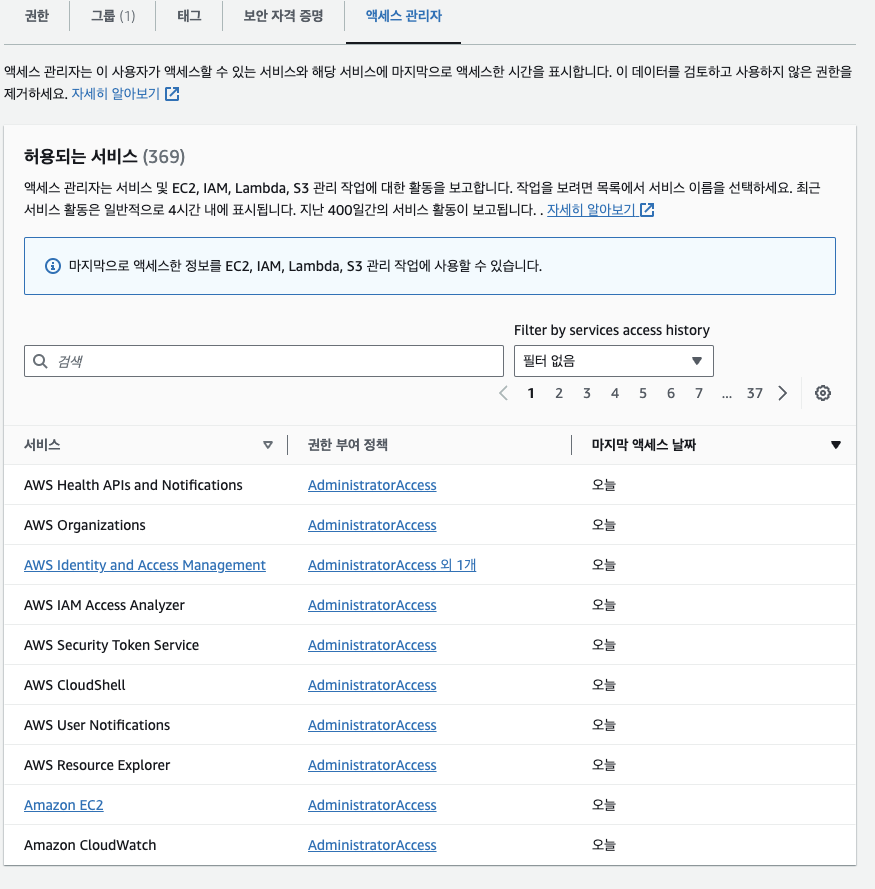 권한 그룹 (1) 태그 보안 자격 증명 액세스 관리자
액세스 관리자는 이 사용자가 액세스할 수 있는 서비스와 해당 서비스에 마지막으로 액세스한 시간을 표시합니다. 이 데이터를 검토하고 사용하지 않은 권한을
제거하세요. 자세히 알아보기
허용되는 서비스 (369)
액세스 관리자는 서비스 및 EC2, IAM, Lambda, S3 관리 작업에 대한 활동을 보고합니다. 작업을 보려면 목록에서 서비스 이름을 선택하세요. 최근
서비스 활동은 일반적으로 4시간 내에 표시됩니다. 지난 400일간의 서비스 활동이 보고됩니다. . 자세히 알아보기
마지막으로 액세스한 정보를 EC2, IAM, Lambda, S3 관리 작업에 사용할 수 있습니다.
Filter by services access history
검색 필터 없음
1 2 3 4 5 6 7 ... 37
서비스 권한 부여 정책 마지막 액세스 날짜
AWS Health APIs and Notifications AdministratorAccess 오늘
AWS Organizations AdministratorAccess 오늘
AWS Identity and Access Management AdministratorAccess 외 1개 오늘
AWS IAM Access Analyzer AdministratorAccess 오늘
AWS Security Token Service AdministratorAccess 오늘
AWS CloudShell AdministratorAccess 오늘
AWS User Notifications AdministratorAccess 오늘
AWS Resource Explorer AdministratorAccess 오늘
Amazon EC2 AdministratorAccess 오늘
Amazon CloudWatch AdministratorAccess 오늘